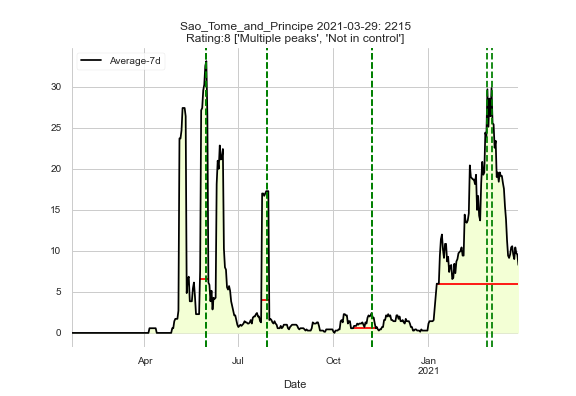 Sao_Tome_and_Principe 2021-03-29: 2215
Rating:8 ['Multiple peaks', 'Not in control']
Average-7d
30
25
20
15
10
5
0
Apr Jul Oct Jan
2021
Date